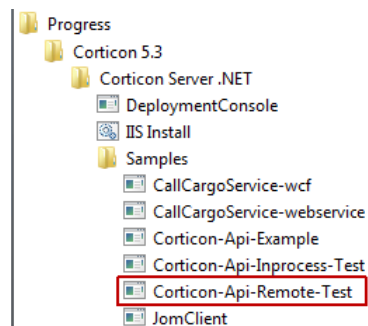 Progress
Corticon 5.3
Corticon Server .NET
DeploymentConsole
IIS Install
Samples
CallCargoService-wcf
CallCargoService-webservice
Corticon-Api-Example
Corticon-Api-Inprocess-Test
Corticon-Api-Remote-Test
JomClient